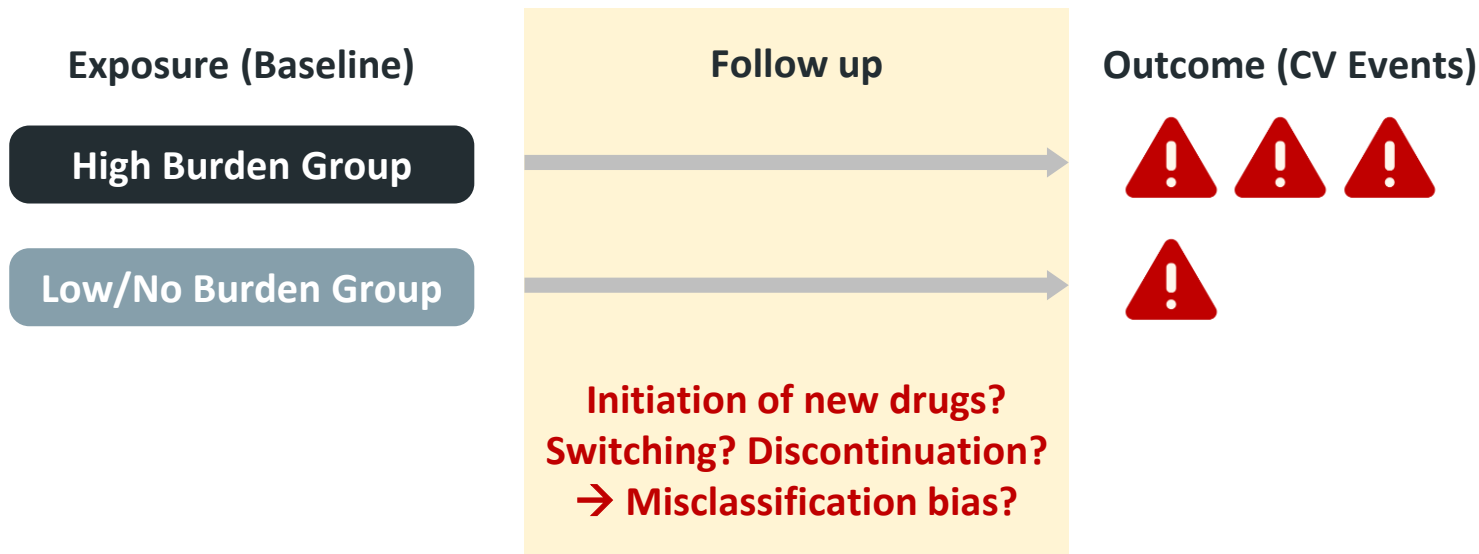 Exposure (Baseline)
Follow up
Outcome (CV Events)
High Burden Group
Low/No Burden Group
Initiation of new drugs?
Switching? Discontinuation?
→ Misclassification bias?